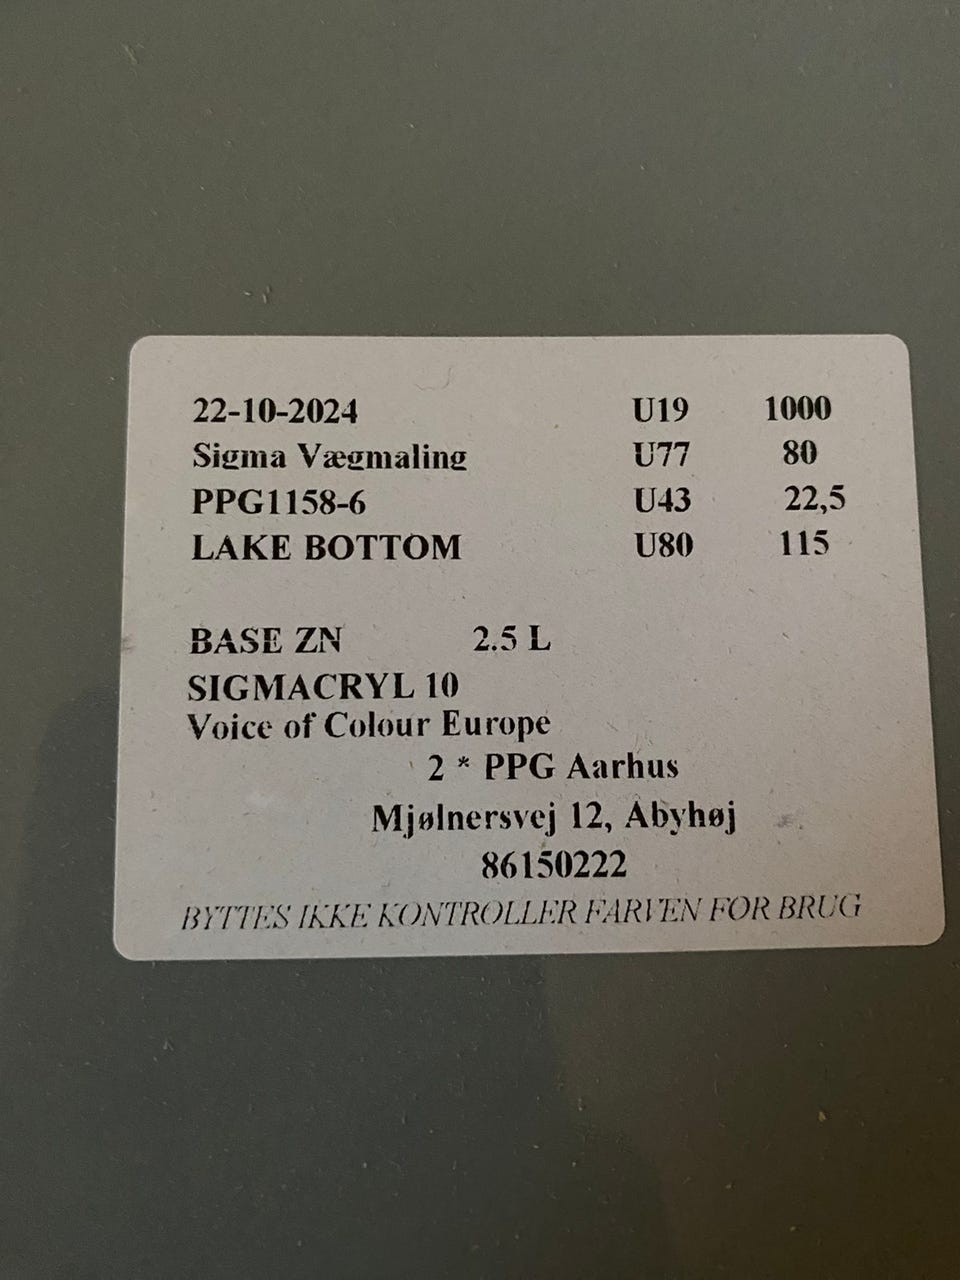 22-10-2024 U19 1000
Sigma Vægmaling U77 80
PPG1158-6 U43 22,5
LAKE BOTTOM U80 115
BASE ZN 2.5 L
SIGMACRYL 10
Voice of Colour Europe
2 * PPG Aarhus
Mjølnersvej 12, Abyhøj
86150222
BYTTES IKKE KONTROLLER FARVEN FOR BRUG